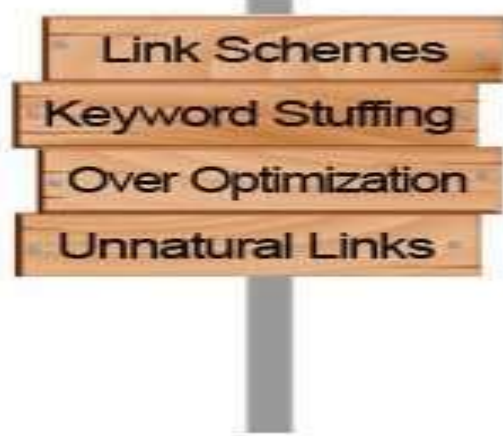 Link Schemes
Keyword Stuffing
Over Optimization
Unnatural Links